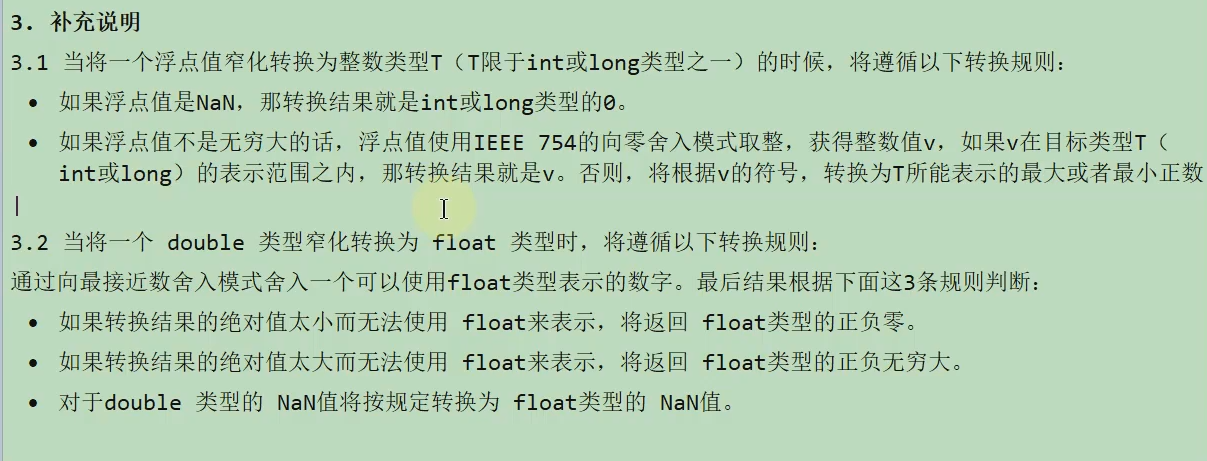 3. 补充说明
3.1 当将一个浮点值窄化转换为整数类型T（T限于int或long类型之一）的时候，将遵循以下转换规则：
• 如果浮点值是NaN，那转换结果就是int或long类型的0。
• 如果浮点值不是无穷大的话，浮点值使用IEEE 754的向零舍入模式取整，获得整数值v，如果v在目标类型T（
int或long）的表示范围之内，那转换结果就是v。否则，将根据v的符号，转换为T所能表示的最大或者最小正数
3.2 当将一个 double 类型窄化转换为 float 类型时，将遵循以下转换规则：
通过向最接近数舍入模式舍入一个可以使用float类型表示的数字。最后结果根据下面这3条规则判断：
• 如果转换结果的绝对值太小而无法使用 float来表示，将返回 float类型的正负零。
• 如果转换结果的绝对值太大而无法使用 float来表示，将返回 float类型的正负无穷大。
• 对于double 类型的 NaN值将按规定转换为 float类型的 NaN值。